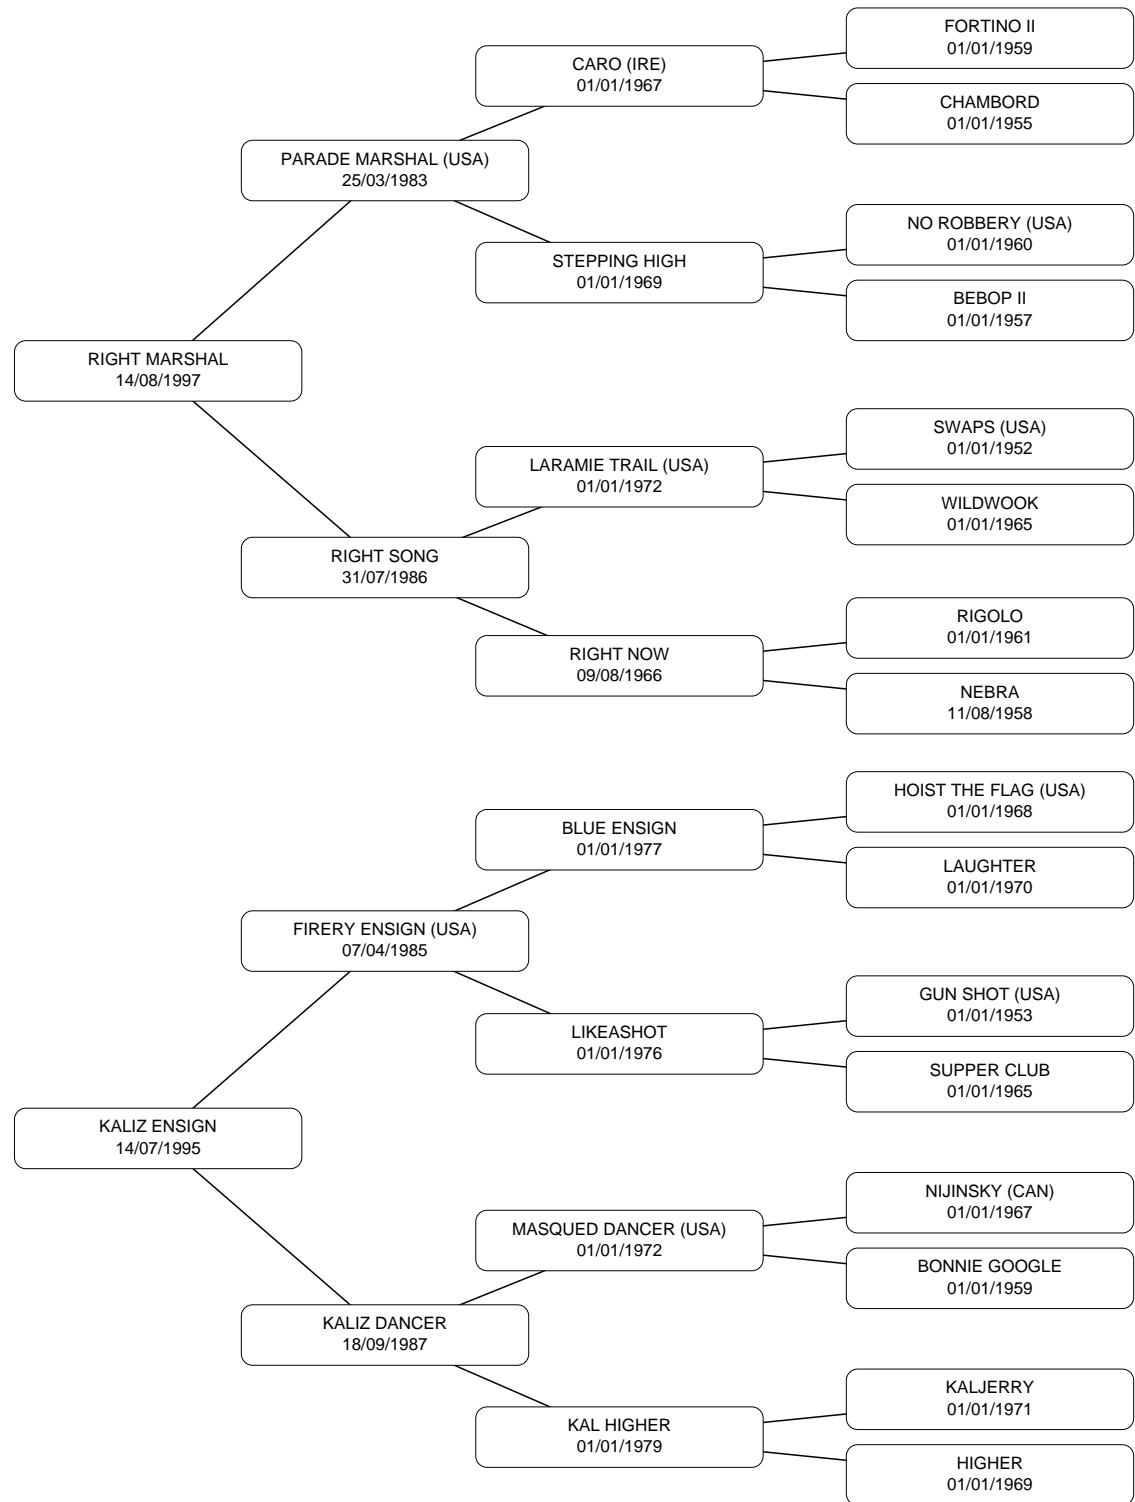 FORTINO II
01/01/1959
CARO (IRE)
01/01/1967
CHAMBORD
01/01/1955
PARADE MARSHAL (USA)
25/03/1983
NO ROBBERY (USA)
01/01/1960
STEPPING HIGH
01/01/1969
BEBOP II
01/01/1957
RIGHT MARSHAL
14/08/1997
SWAPS (USA)
01/01/1952
LARAMIE TRAIL (USA)
01/01/1972
WILDWOOK
01/01/1965
RIGHT SONG
31/07/1986
RIGOLO
01/01/1961
RIGHT NOW
09/08/1966
NEBRA
11/08/1958
HOIST THE FLAG (USA)
01/01/1968
BLUE ENSIGN
01/01/1977
LAUGHTER
01/01/1970
FIRERY ENSIGN (USA)
07/04/1985
GUN SHOT (USA)
01/01/1953
LIKEASHOT
01/01/1976
SUPPER CLUB
01/01/1965
KALIZ ENSIGN
14/07/1995
NIJINSKY (CAN)
01/01/1967
MASQUED DANCER (USA)
01/01/1972
BONNIE GOOGLE
01/01/1959
KALIZ DANCER
18/09/1987
KALJERRY
01/01/1971
KAL HIGHER
01/01/1979
HIGHER
01/01/1969